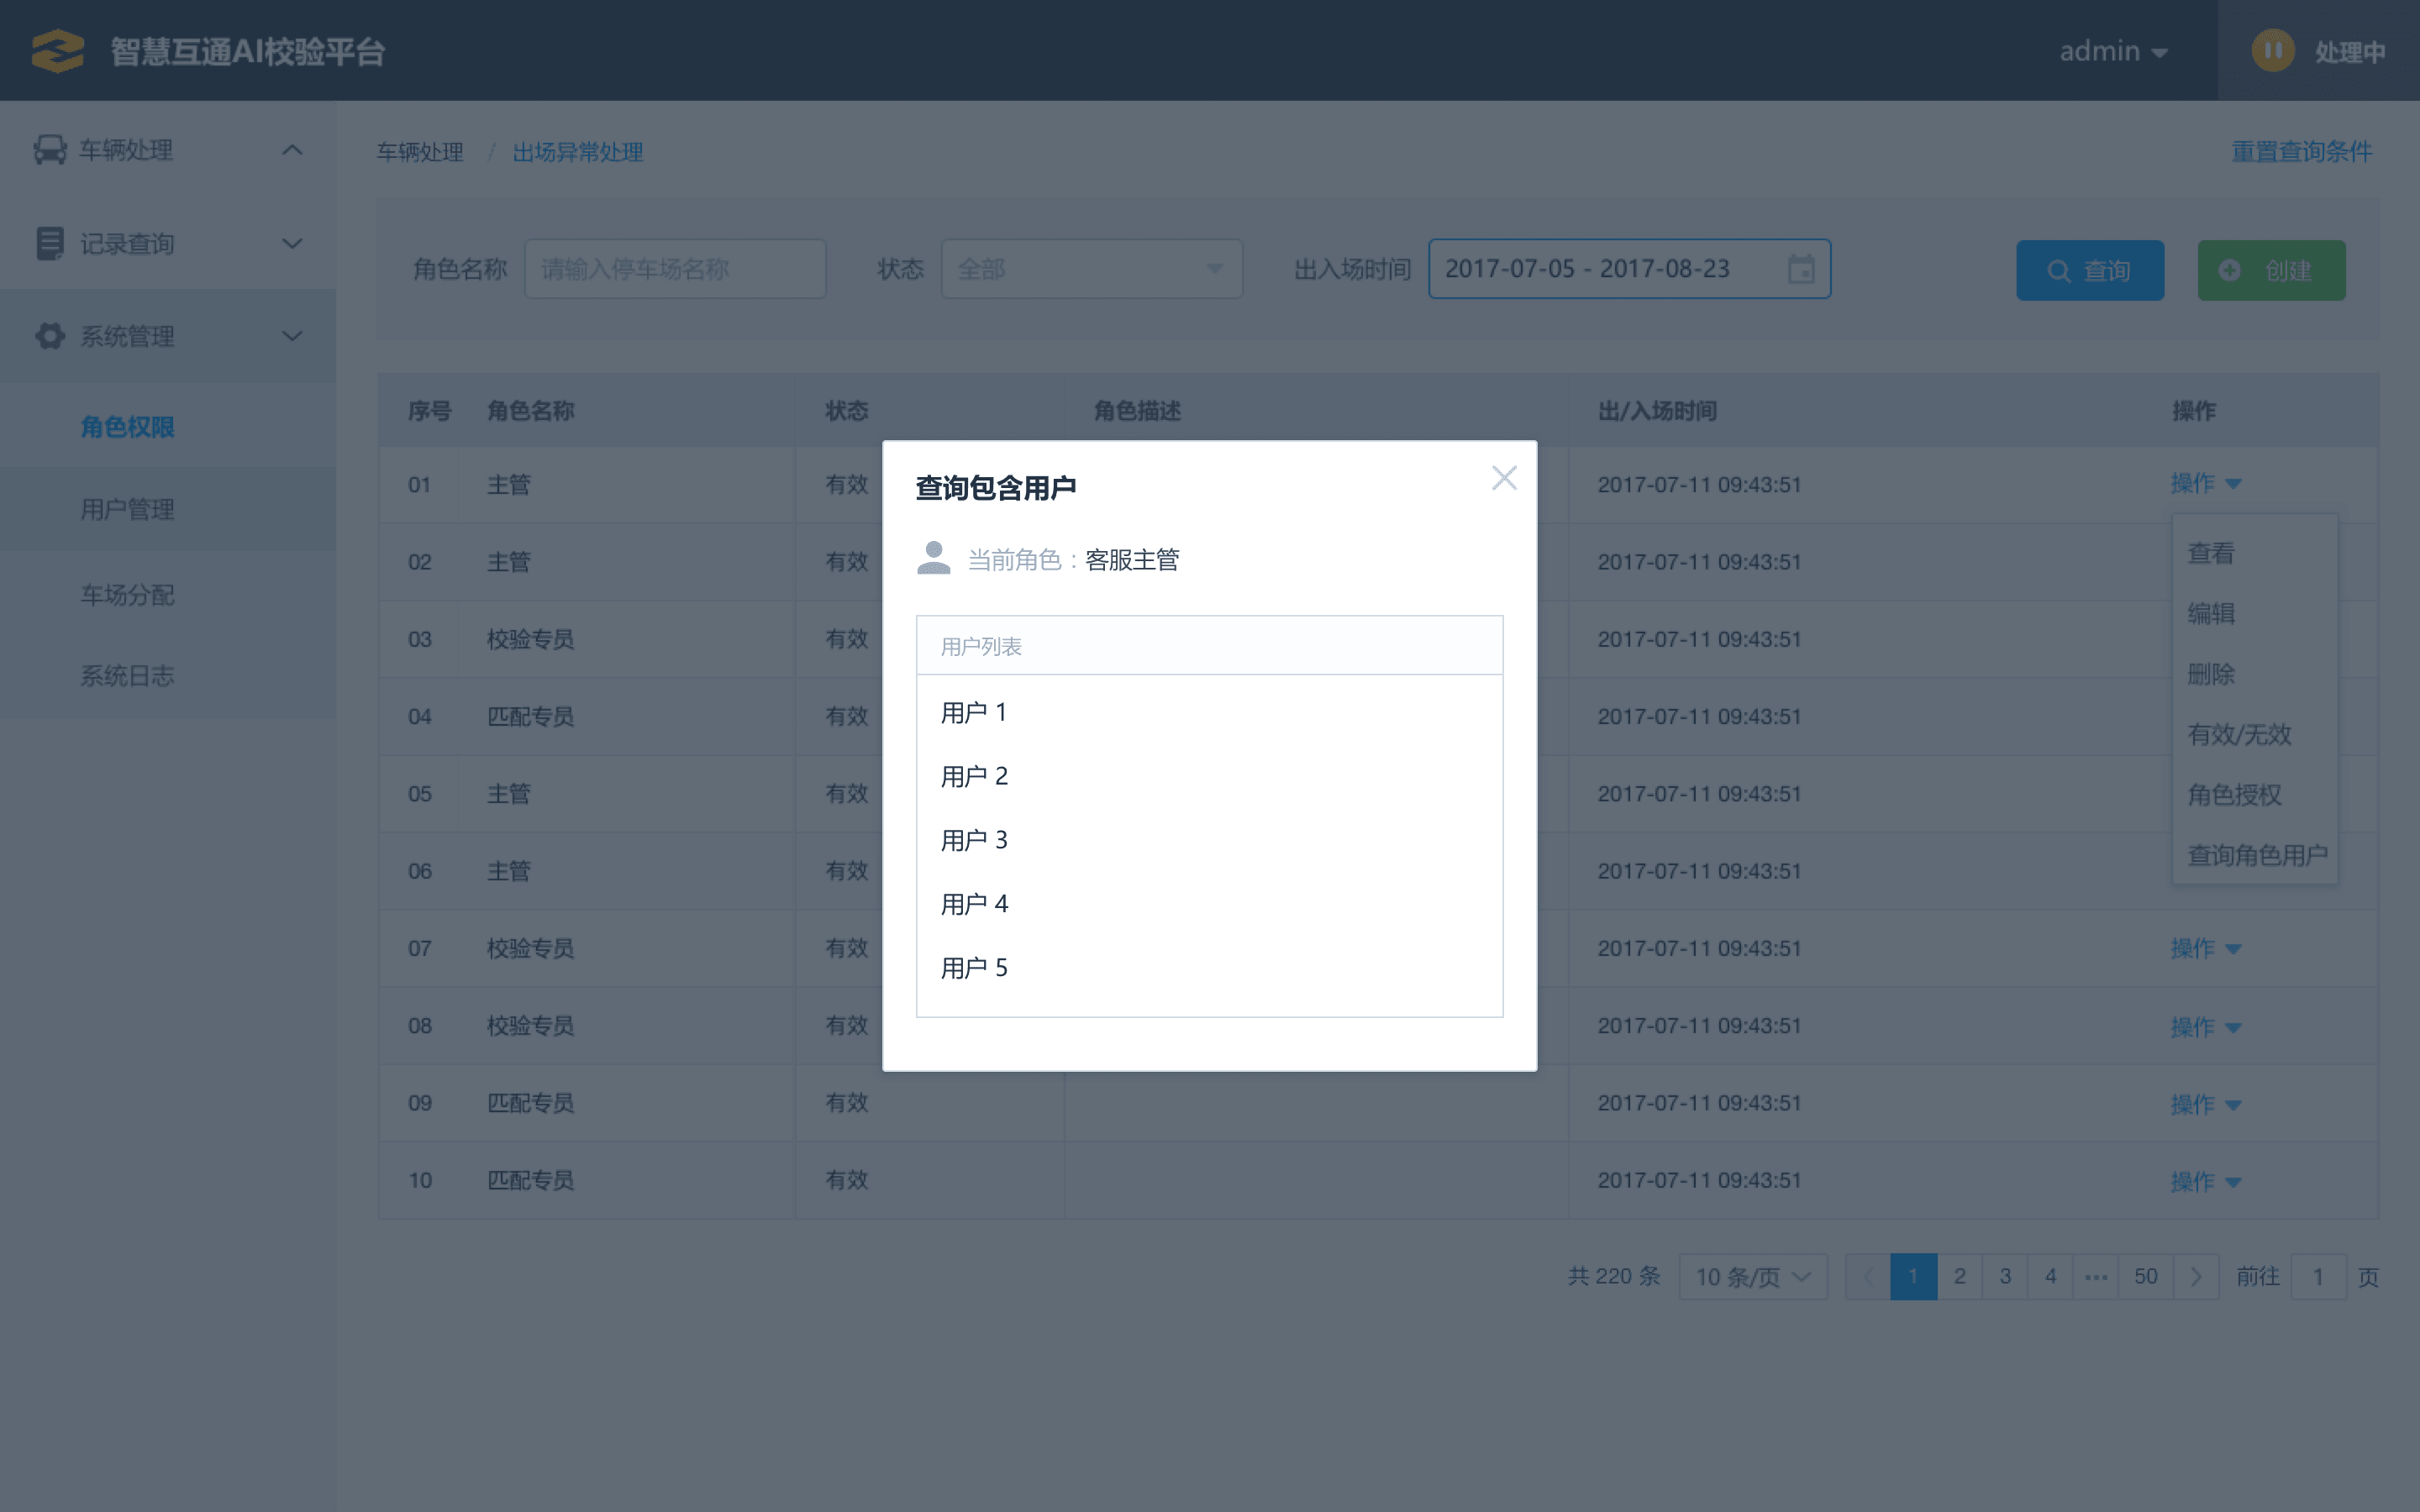 智慧互通AI校验平台
admin
处理中
车辆处理
记录查询
系统管理
角色权限
用户管理
车场分配
系统日志
车辆处理 / 出场异常处理
重置查询条件
角色名称 请输入停车场名称 状态 全部 出入场时间 2017-07-05 - 2017-08-23 查询 创建
序号 角色名称 状态 角色描述 出/入场时间 操作
01 主管 有效 2017-07-11 09:43:51 操作
02 主管 有效 2017-07-11 09:43:51
03 校验专员 有效 2017-07-11 09:43:51
04 匹配专员 有效 2017-07-11 09:43:51
05 主管 有效 2017-07-11 09:43:51
06 主管 有效 2017-07-11 09:43:51
07 校验专员 有效 2017-07-11 09:43:51 操作
08 校验专员 有效 2017-07-11 09:43:51 操作
09 匹配专员 有效 2017-07-11 09:43:51 操作
10 匹配专员 有效 2017-07-11 09:43:51 操作
查看
编辑
删除
有效/无效
角色授权
查询角色用户
查询包含用户
当前角色：客服主管
用户列表
用户 1
用户 2
用户 3
用户 4
用户 5
共 220 条 10 条/页 1 2 3 4 ··· 50 前往 1 页